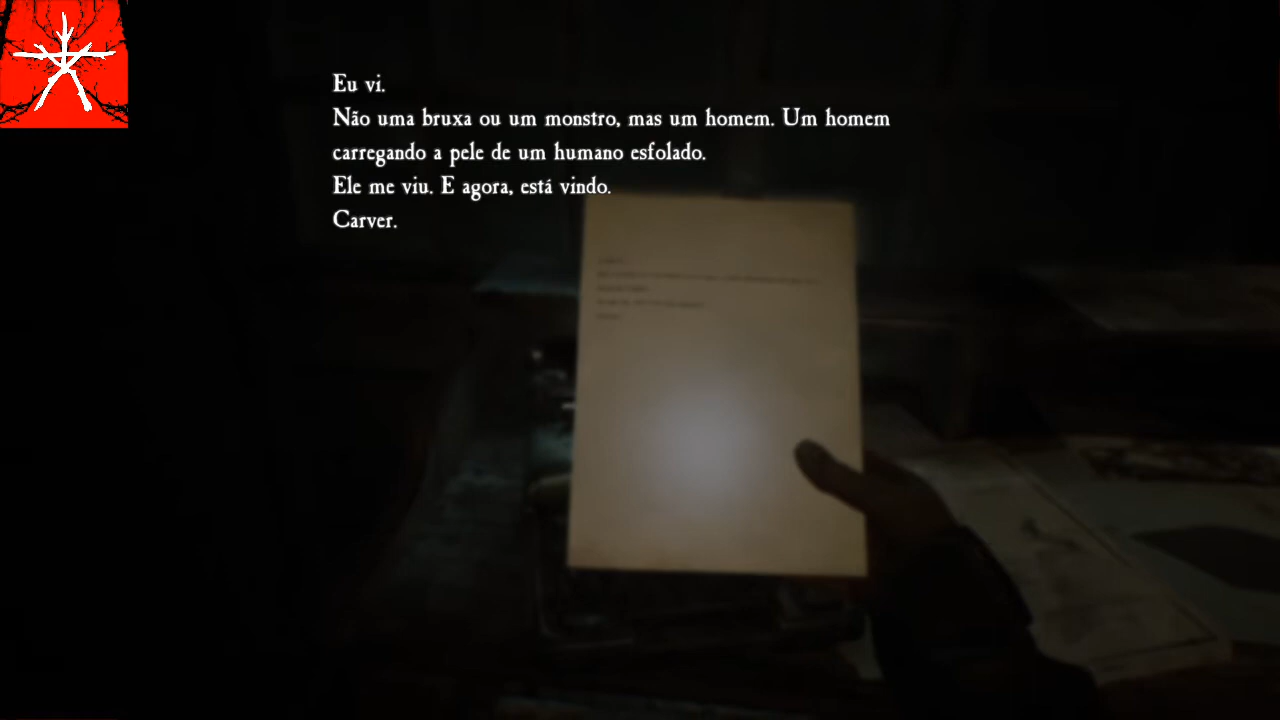 Eu vi.
Não uma bruxa ou um monstro, mas um homem. Um homem
carregando a pele de um humano esfolado.
Ele me viu. E agora, está vindo.
Carver.